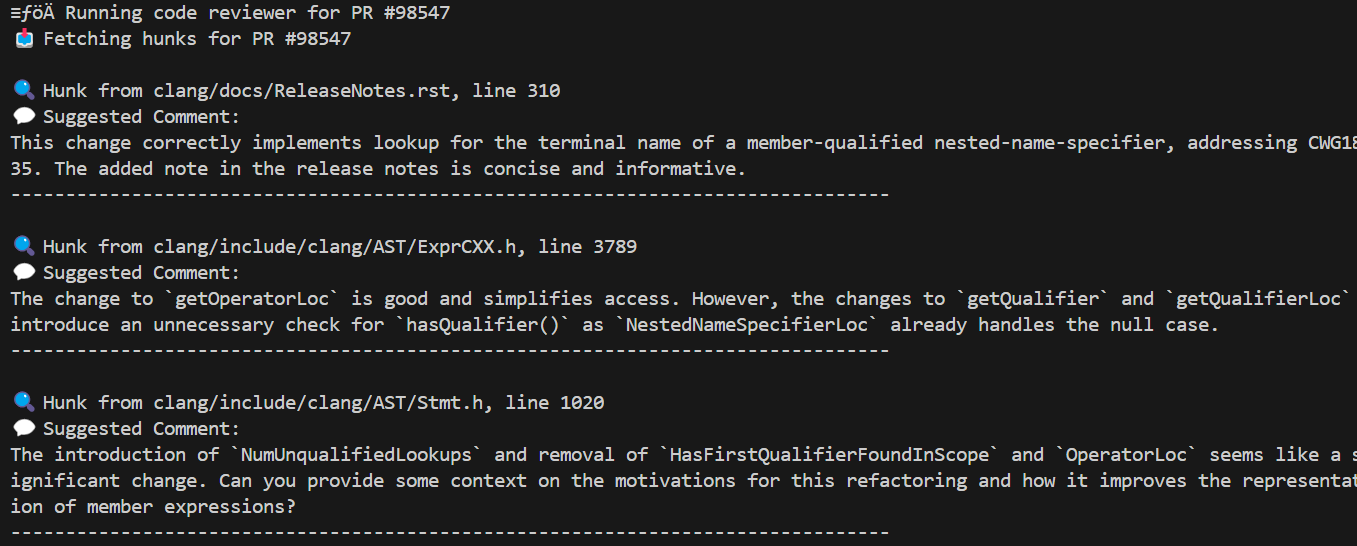 ≡ƒöÄ Running code reviewer for PR #98547
📩 Fetching hunks for PR #98547
🔍 Hunk from clang/docs/ReleaseNotes.rst, line 310
💬 Suggested Comment:
This change correctly implements lookup for the terminal name of a member-qualified nested-name-specifier, addressing CWG18
35. The added note in the release notes is concise and informative.
--------------------------------------------------------------------------------
🔍 Hunk from clang/include/clang/AST/ExprCXX.h, line 3789
💬 Suggested Comment:
The change to `getOperatorLoc` is good and simplifies access. However, the changes to `getQualifier` and `getQualifierLoc`
introduce an unnecessary check for `hasQualifier()` as `NestedNameSpecifierLoc` already handles the null case.
--------------------------------------------------------------------------------
🔍 Hunk from clang/include/clang/AST/Stmt.h, line 1020
💬 Suggested Comment:
The introduction of `NumUnqualifiedLookups` and removal of `HasFirstQualifierFoundInScope` and `OperatorLoc` seems like a s
ignificant change. Can you provide some context on the motivations for this refactoring and how it improves the representat
ion of member expressions?
--------------------------------------------------------------------------------